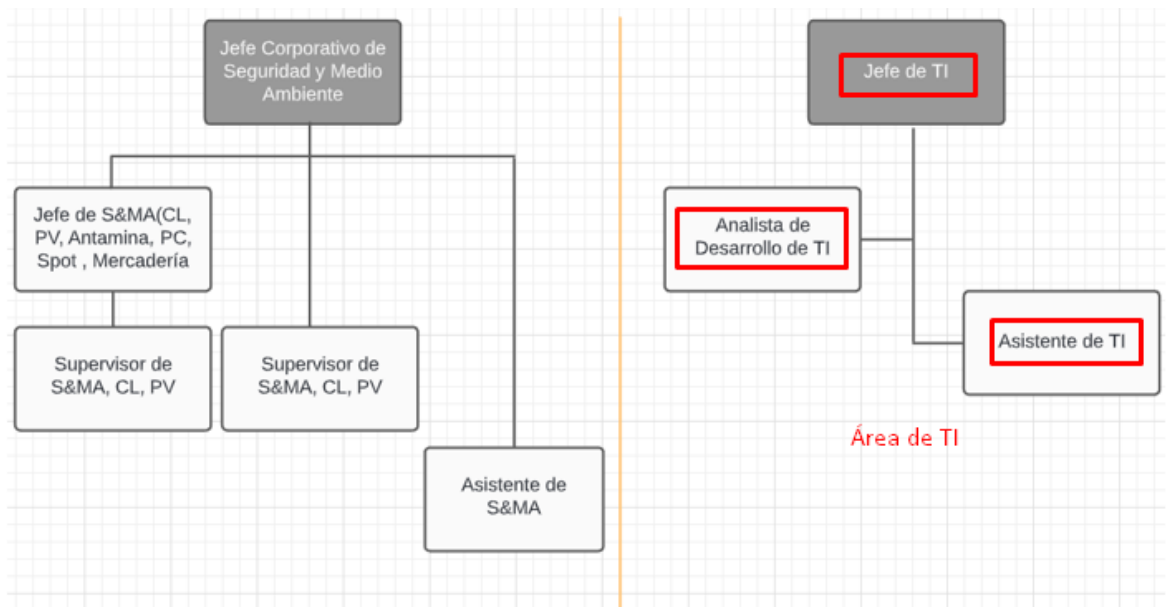 Jefe Corporativo de
Seguridad y Medio
Ambiente
Jefe de S&MA(CL,
PV, Antamina, PC,
Spot , Mercadería
Supervisor de
S&MA, CL, PV
Supervisor de
S&MA, CL, PV
Asistente de
S&MA
Jefe de TI
Analista de
Desarrollo de TI
Asistente de TI
Área de TI